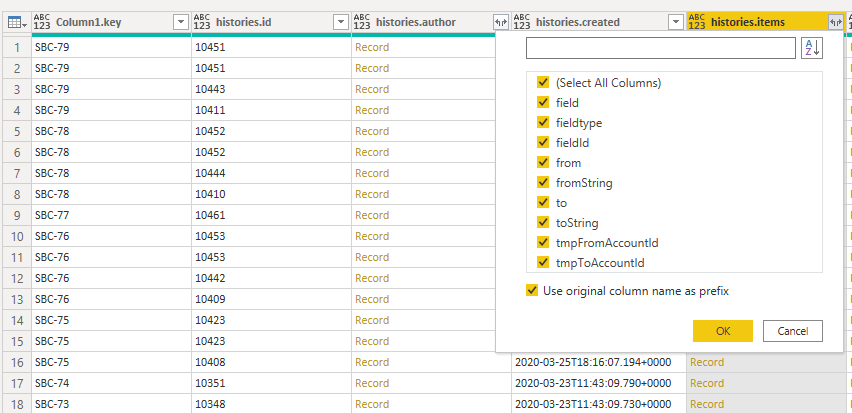 ABC 123 Column1.key ABC 123 histories.id ABC 123 histories.author ABC 123 histories.created ABC 123 histories.items ABC
A Z
(Select All Columns)
field
fieldtype
fieldId
from
fromString
to
toString
tmpFromAccountId
tmpToAccountId
Use original column name as prefix
OK Cancel
1 SBC-79 10451 Record
2 SBC-79 10451 Record
3 SBC-79 10443 Record
4 SBC-79 10411 Record
5 SBC-78 10452 Record
6 SBC-78 10452 Record
7 SBC-78 10444 Record
8 SBC-78 10410 Record
9 SBC-77 10461 Record
10 SBC-76 10453 Record
11 SBC-76 10453 Record
12 SBC-76 10442 Record
13 SBC-76 10409 Record
14 SBC-75 10423 Record
15 SBC-75 10423 Record
16 SBC-75 10408 Record 2020-03-25T18:16:07.194+0000 Record
17 SBC-74 10351 Record 2020-03-23T11:43:09.790+0000 Record
18 SBC-73 10348 Record 2020-03-23T11:43:09.730+0000 Record